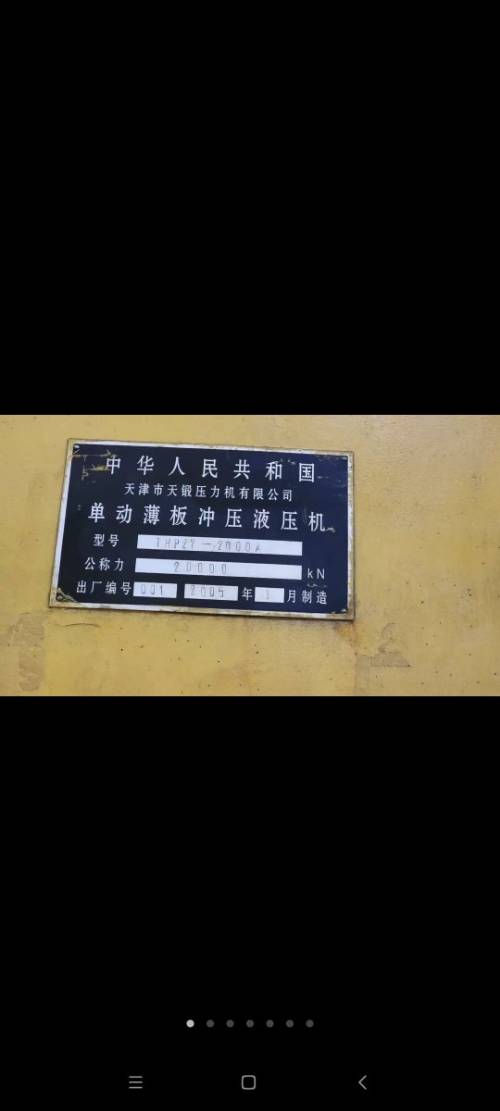 中华人民共和国
天津市天锻压力机有限公司
单动薄板冲压液压机
型号 THP27-2000A
公称力 20000 kN
出厂编号 001 2005 年 1 月制造